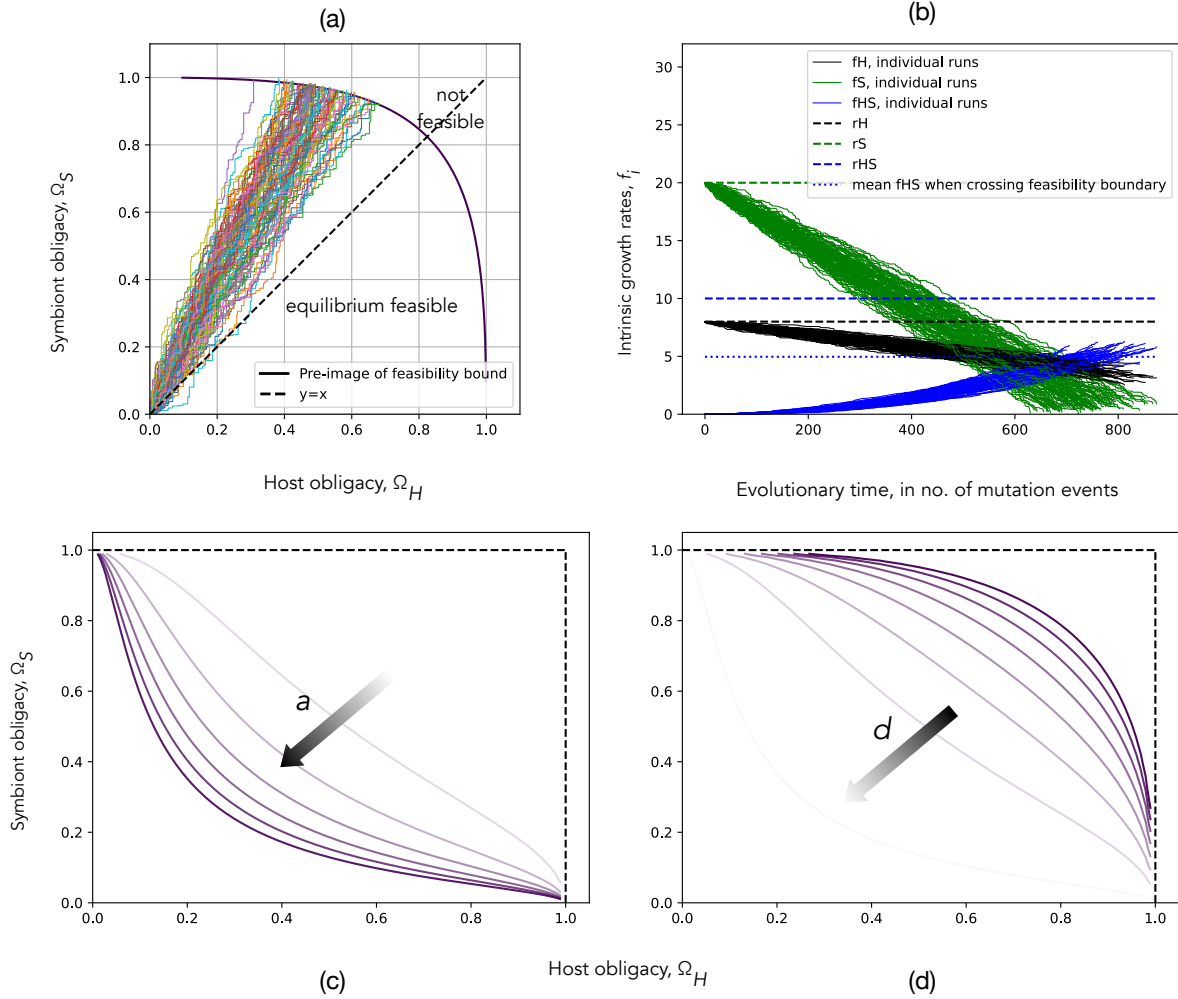 (a)
Symbiont obligacy, Ω_S
1.0
0.8
0.6
0.4
0.2
0.0
not
feasible
equilibrium feasible
Pre-image of feasibility bound
y=x
0.0 0.2 0.4 0.6 0.8 1.0
Host obligacy, Ω_H
(b)
Intrinsic growth rates, f_i
30
25
20
15
10
5
0
fH, individual runs
fS, individual runs
fHS, individual runs
rH
rS
rHS
mean fHS when crossing feasibility boundary
0 200 400 600 800
Evolutionary time, in no. of mutation events
Symbiont obligacy, Ω_S
1.0
0.8
0.6
0.4
0.2
0.0
a
0.0 0.2 0.4 0.6 0.8 1.0
(c)
1.0
0.8
0.6
0.4
0.2
0.0
d
0.0 0.2 0.4 0.6 0.8 1.0
(d)
Host obligacy, Ω_H